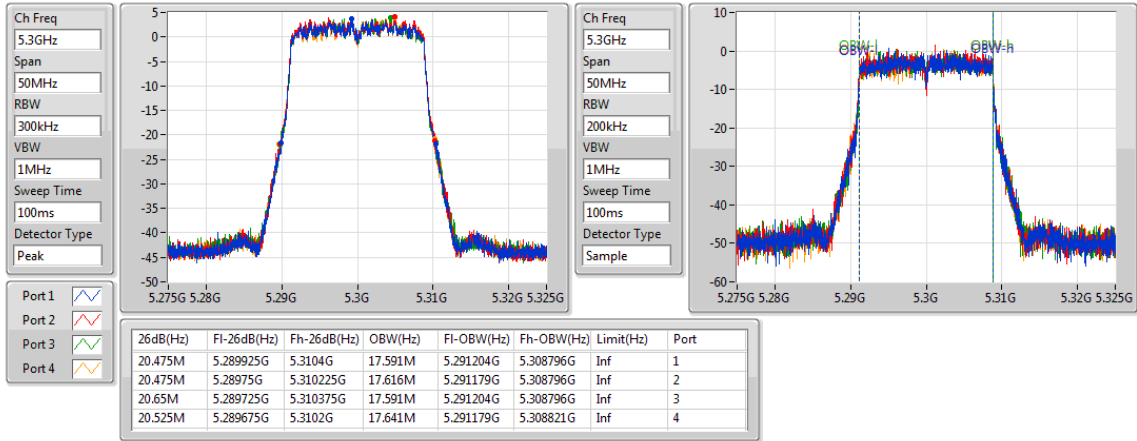 Ch Freq
5.3GHz
Span
50MHz
RBW
300kHz
VBW
1MHz
Sweep Time
100ms
Detector Type
Peak
5
0
-5
-10
-15
-20
-25
-30
-35
-40
-45
-50
5.275G 5.28G 5.29G 5.3G 5.31G 5.32G 5.325G
Ch Freq
5.3GHz
Span
50MHz
RBW
200kHz
VBW
1MHz
Sweep Time
100ms
Detector Type
Sample
10
0
-10
-20
-30
-40
-50
-60
OBW-l OBW-h
5.275G 5.28G 5.29G 5.3G 5.31G 5.32G 5.325G
Port 1
Port 2
Port 3
Port 4
26dB(Hz) Fl-26dB(Hz) Fh-26dB(Hz) OBW(Hz) Fl-OBW(Hz) Fh-OBW(Hz) Limit(Hz) Port
20.475M 5.289925G 5.3104G 17.591M 5.291204G 5.308796G Inf 1
20.475M 5.28975G 5.310225G 17.616M 5.291179G 5.308796G Inf 2
20.65M 5.289725G 5.310375G 17.591M 5.291204G 5.308796G Inf 3
20.525M 5.289675G 5.3102G 17.641M 5.291179G 5.308821G Inf 4